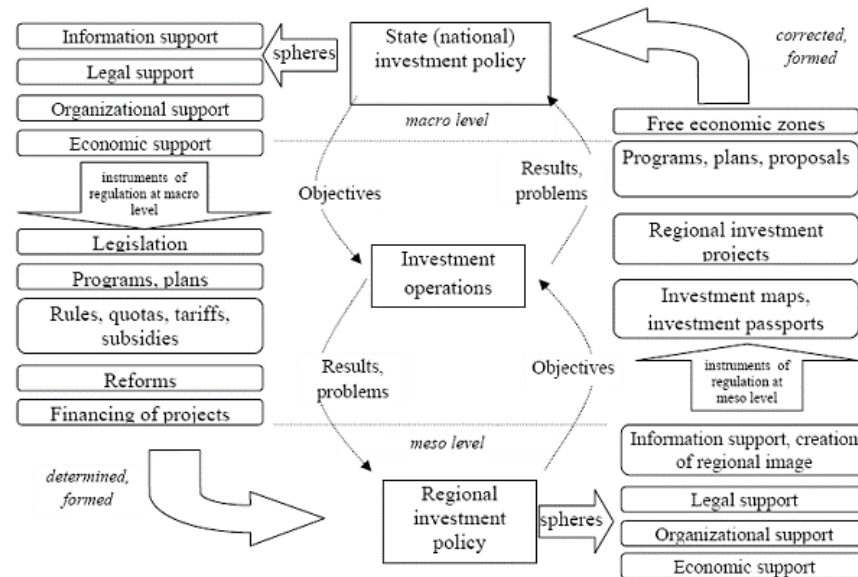 Information support
Legal support
Organizational support
Economic support
spheres
State (national)
investment policy
macro level
corrected,
formed
instruments of
regulation at macro
level
Legislation
Programs, plans
Rules, quotas, tariffs,
subsidies
Reforms
Financing of projects
Objectives
Results,
problems
Investment
operations
Results,
problems
Objectives
Free economic zones
Programs, plans, proposals
Regional investment
projects
Investment maps,
investment passports
instruments of
regulation at
meso level
meso level
determined,
formed
Regional
investment
policy
spheres
Information support, creation
of regional image
Legal support
Organizational support
Economic support